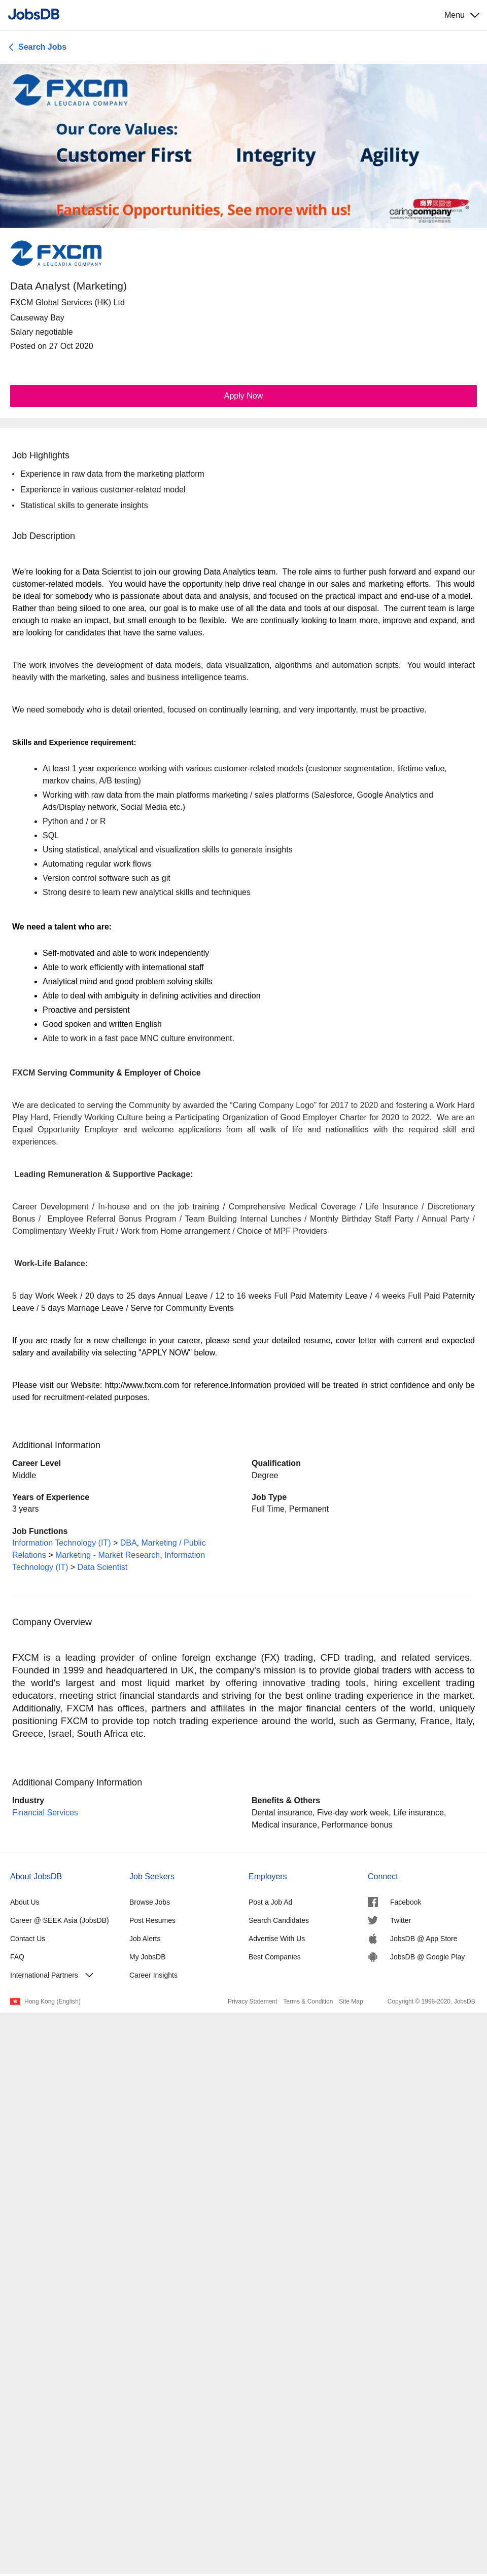 JobsDB
Menu
Search Jobs
FXCM
A LEUCADIA COMPANY
Our Core Values:
Customer First Integrity Agility
Fantastic Opportunities, See more with us!
商界展關懷
caringcompany
FXCM
A LEUCADIA COMPANY
Data Analyst (Marketing)
FXCM Global Services (HK) Ltd
Causeway Bay
Salary negotiable
Posted on 27 Oct 2020
Apply Now
Job Highlights
• Experience in raw data from the marketing platform
• Experience in various customer-related model
• Statistical skills to generate insights
Job Description
We're looking for a Data Scientist to join our growing Data Analytics team. The role aims to further push forward and expand our
customer-related models. You would have the opportunity help drive real change in our sales and marketing efforts. This would
be ideal for somebody who is passionate about data and analysis, and focused on the practical impact and end-use of a model.
Rather than being siloed to one area, our goal is to make use of all the data and tools at our disposal. The current team is large
enough to make an impact, but small enough to be flexible. We are continually looking to learn more, improve and expand, and
are looking for candidates that have the same values.
The work involves the development of data models, data visualization, algorithms and automation scripts. You would interact
heavily with the marketing, sales and business intelligence teams.
We need somebody who is detail oriented, focused on continually learning, and very importantly, must be proactive.
Skills and Experience requirement:
• At least 1 year experience working with various customer-related models (customer segmentation, lifetime value,
markov chains, A/B testing)
• Working with raw data from the main platforms marketing / sales platforms (Salesforce, Google Analytics and
Ads/Display network, Social Media etc.)
• Python and / or R
• SQL
• Using statistical, analytical and visualization skills to generate insights
• Automating regular work flows
• Version control software such as git
• Strong desire to learn new analytical skills and techniques
We need a talent who are:
• Self-motivated and able to work independently
• Able to work efficiently with international staff
• Analytical mind and good problem solving skills
• Able to deal with ambiguity in defining activities and direction
• Proactive and persistent
• Good spoken and written English
• Able to work in a fast pace MNC culture environment.
FXCM Serving Community & Employer of Choice
We are dedicated to serving the Community by awarded the “Caring Company Logo” for 2017 to 2020 and fostering a Work Hard
Play Hard, Friendly Working Culture being a Participating Organization of Good Employer Charter for 2020 to 2022. We are an
Equal Opportunity Employer and welcome applications from all walk of life and nationalities with the required skill and
experiences.
Leading Remuneration & Supportive Package:
Career Development / In-house and on the job training / Comprehensive Medical Coverage / Life Insurance / Discretionary
Bonus / Employee Referral Bonus Program / Team Building Internal Lunches / Monthly Birthday Staff Party / Annual Party /
Complimentary Weekly Fruit / Work from Home arrangement / Choice of MPF Providers
Work-Life Balance:
5 day Work Week / 20 days to 25 days Annual Leave / 12 to 16 weeks Full Paid Maternity Leave / 4 weeks Full Paid Paternity
Leave / 5 days Marriage Leave / Serve for Community Events
If you are ready for a new challenge in your career, please send your detailed resume, cover letter with current and expected
salary and availability via selecting "APPLY NOW" below.
Please visit our Website: http://www.fxcm.com for reference.Information provided will be treated in strict confidence and only be
used for recruitment-related purposes.
Additional Information
Career Level Qualification
Middle Degree
Years of Experience Job Type
3 years Full Time, Permanent
Job Functions
Information Technology (IT) > DBA, Marketing / Public
Relations > Marketing - Market Research, Information
Technology (IT) > Data Scientist
Company Overview
FXCM is a leading provider of online foreign exchange (FX) trading, CFD trading, and related services.
Founded in 1999 and headquartered in UK, the company's mission is to provide global traders with access to
the world's largest and most liquid market by offering innovative trading tools, hiring excellent trading
educators, meeting strict financial standards and striving for the best online trading experience in the market.
Additionally, FXCM has offices, partners and affiliates in the major financial centers of the world, uniquely
positioning FXCM to provide top notch trading experience around the world, such as Germany, France, Italy,
Greece, Israel, South Africa etc.
Additional Company Information
Industry Benefits & Others
Financial Services Dental insurance, Five-day work week, Life insurance,
Medical insurance, Performance bonus
About JobsDB Job Seekers Employers Connect
About Us Browse Jobs Post a Job Ad Facebook
Career @ SEEK Asia (JobsDB) Post Resumes Search Candidates Twitter
Contact Us Job Alerts Advertise With Us JobsDB @ App Store
FAQ My JobsDB Best Companies JobsDB @ Google Play
International Partners Career Insights
Hong Kong (English) Privacy Statement Terms & Condition Site Map Copyright © 1998-2020, JobsDB.